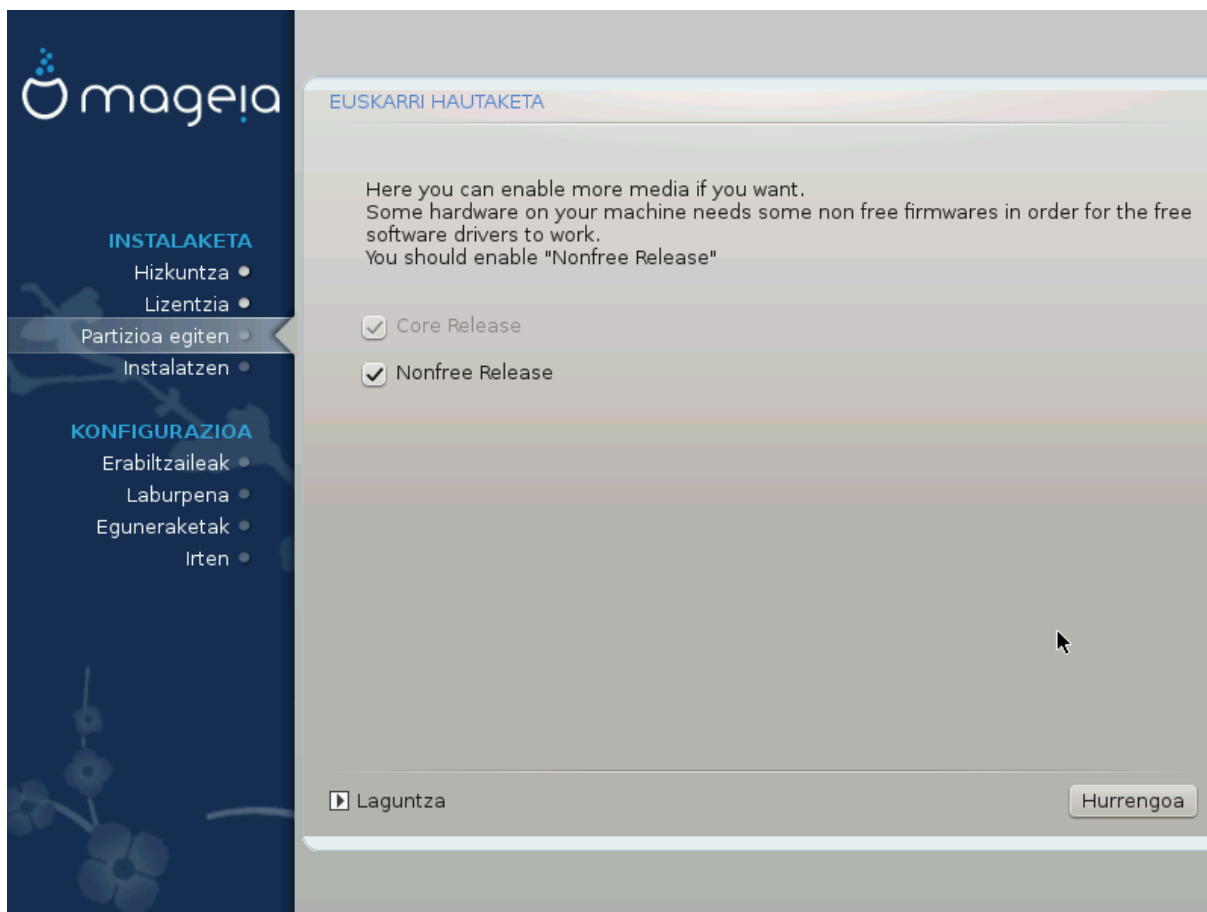 mageia
INSTALAKETA
Hizkuntza
Lizentzia
Partizioa egiten
Instalatzen
KONFIGURAZIOA
Erabiltzaileak
Laburpena
Eguneraketak
Irten
EUSKARRI HAUTAKETA
Here you can enable more media if you want.
Some hardware on your machine needs some non free firmwares in order for the free
software drivers to work.
You should enable "Nonfree Release"
Core Release
Nonfree Release
Laguntza
Hurrengoa